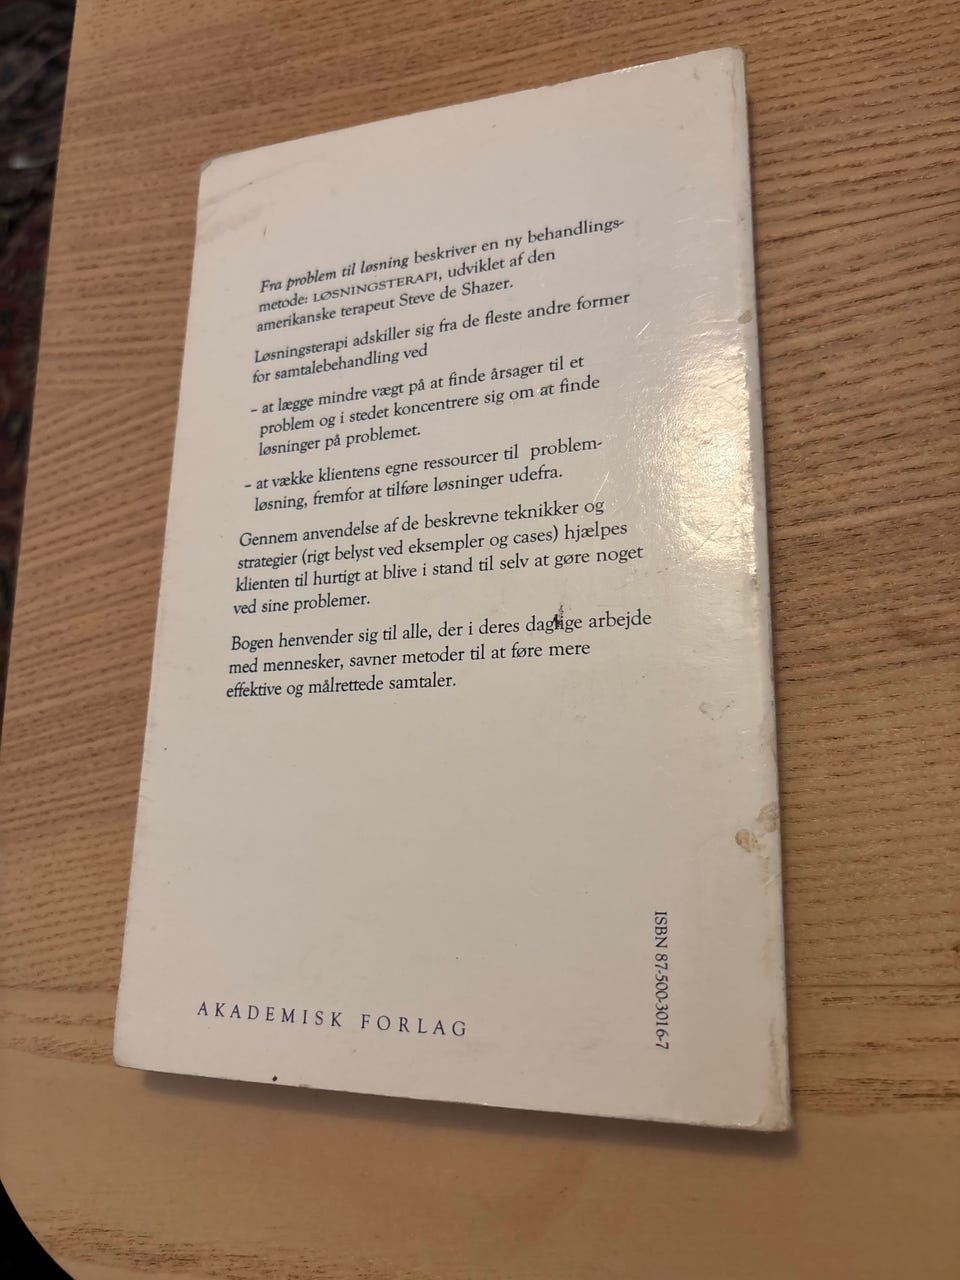 Fra problem til løsning beskriver en ny behandlings-
metode: LØSNINGSTERAPI, udviklet af den
amerikanske terapeut Steve de Shazer.
Løsningsterapi adskiller sig fra de fleste andre former
for samtalebehandling ved
– at lægge mindre vægt på at finde årsager til et
problem og i stedet koncentrere sig om at finde
løsninger på problemet.
– at vække klientens egne ressourcer til problem-
løsning, fremfor at tilføre løsninger udefra.
Gennem anvendelse af de beskrevne teknikker og
strategier (rigt belyst ved eksempler og cases) hjælpes
klienten til hurtigt at blive i stand til selv at gøre noget
ved sine problemer.
Bogen henvender sig til alle, der i deres daglige arbejde
med mennesker, savner metoder til at føre mere
effektive og målrettede samtaler.
AKADEMISK FORLAG
ISBN 87-500-3016-7